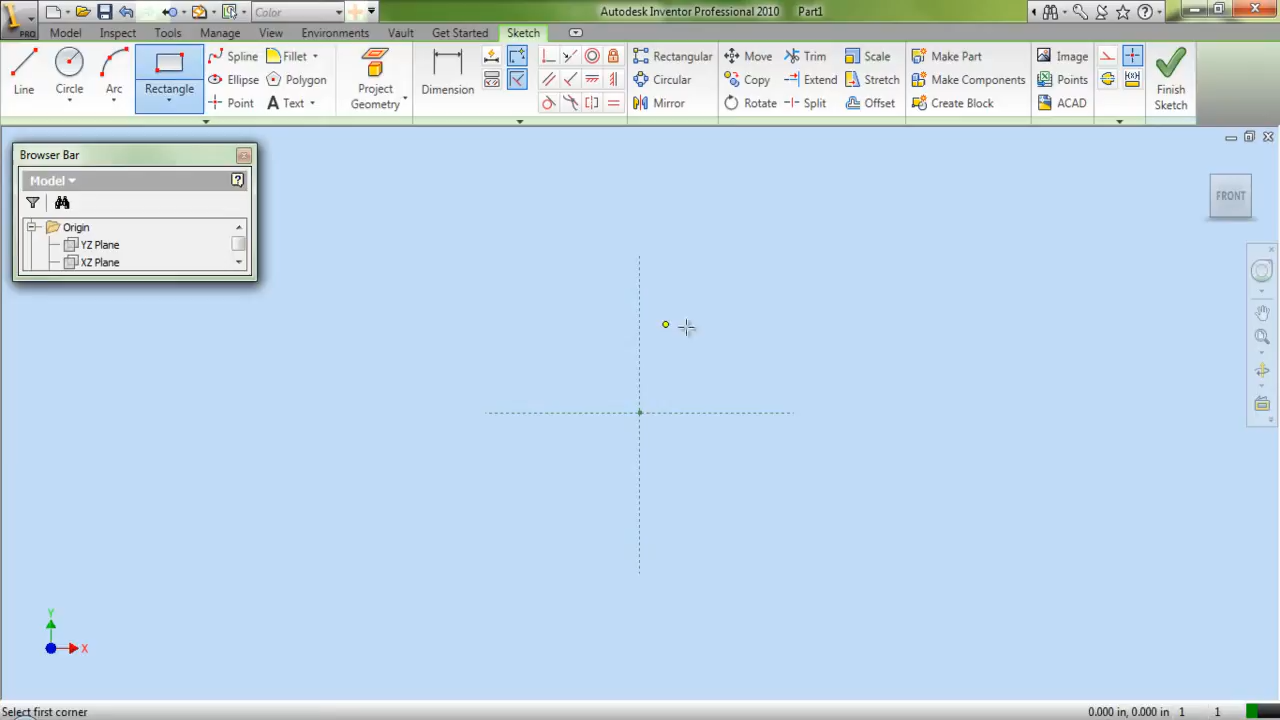 Color
Autodesk Inventor Professional 2010 Part1
PRO Model Inspect Tools Manage View Environments Vault Get Started Sketch
Line
Circle
Arc
Rectangle
Spline Fillet
Ellipse Polygon
Point Text
Project
Geometry
Dimension
Rectangular
Circular
Mirror
Move Trim Scale
Copy Extend Stretch
Rotate Split Offset
Make Part
Make Components
Create Block
Image
Points
ACAD
Finish
Sketch
Browser Bar
Model
Origin
YZ Plane
XZ Plane
FRONT
Y
X
Select first corner
0.000 in, 0.000 in 1 1